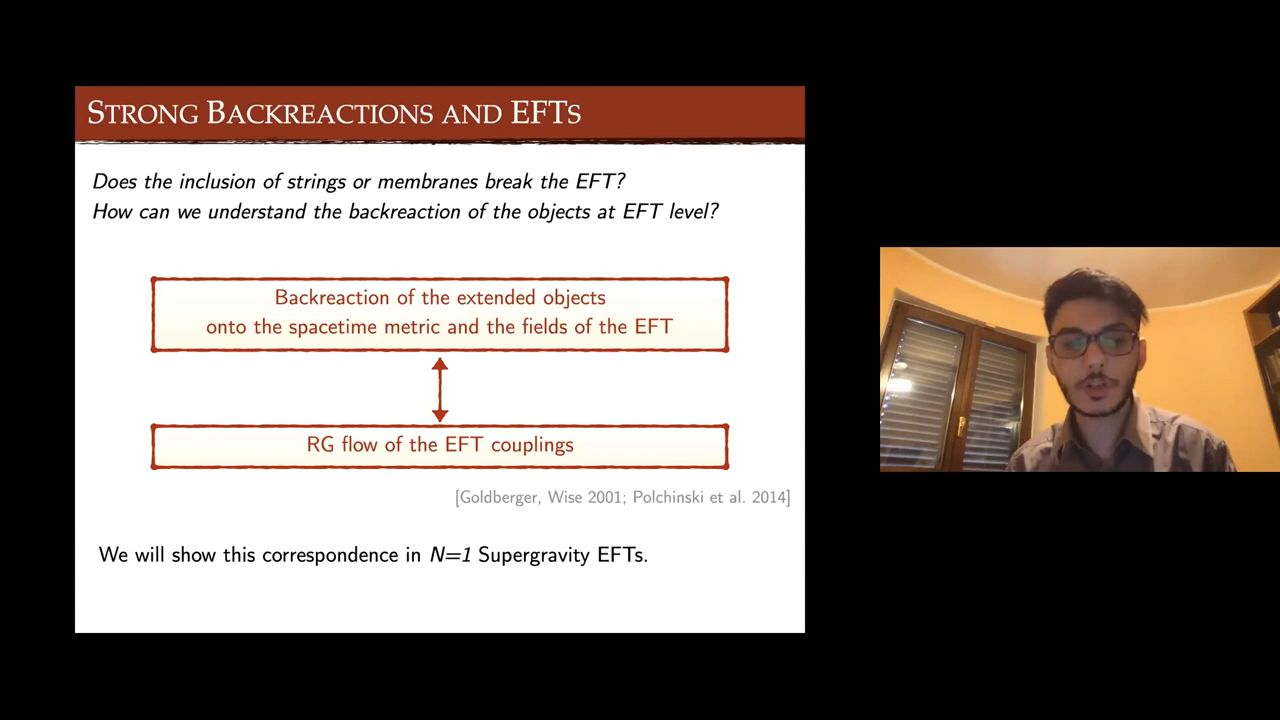 STRONG BACKREACTIONS AND EFTS
Does the inclusion of strings or membranes break the EFT?
How can we understand the backreaction of the objects at EFT level?
Backreaction of the extended objects
onto the spacetime metric and the fields of the EFT
RG flow of the EFT couplings
[Goldberger, Wise 2001; Polchinski et al. 2014]
We will show this correspondence in N=1 Supergravity EFTs.